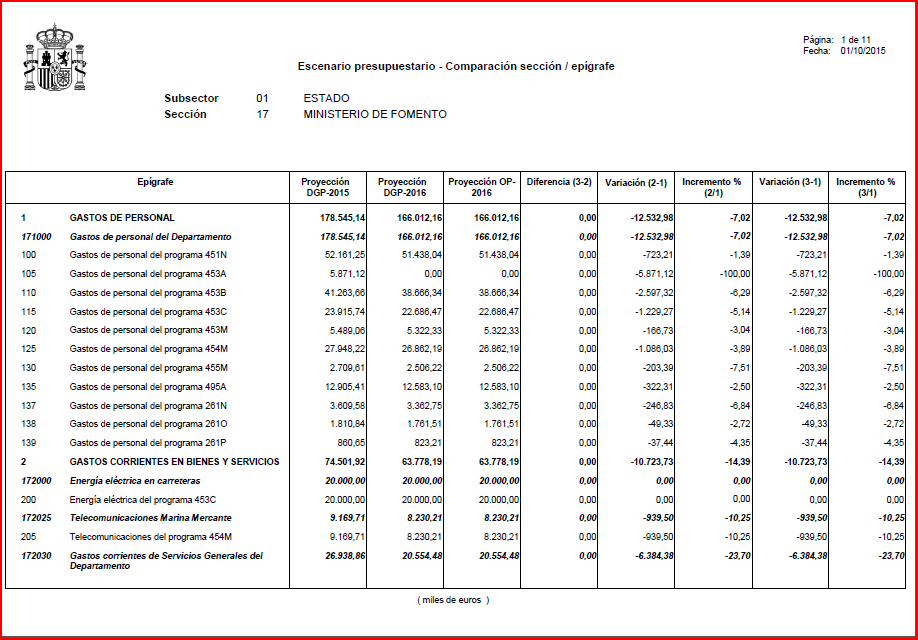 Página: 1 de 11
Fecha: 01/10/2015
Escenario presupuestario - Comparación sección / epígrafe
Subsector 01 ESTADO
Sección 17 MINISTERIO DE FOMENTO
Epígrafe Proyección DGP-2015 Proyección DGP-2016 Proyección OP-2016 Diferencia (3-2) Variación (2-1) Incremento % (2/1) Variación (3-1) Incremento % (3/1)
1 GASTOS DE PERSONAL 178.545,14 166.012,16 166.012,16 0,00 -12.532,98 -7,02 -12.532,98 -7,02
171000 Gastos de personal del Departamento 178.545,14 166.012,16 166.012,16 0,00 -12.532,98 -7,02 -12.532,98 -7,02
100 Gastos de personal del programa 451N 52.161,25 51.438,04 51.438,04 0,00 -723,21 -1,39 -723,21 -1,39
105 Gastos de personal del programa 453A 5.871,12 0,00 0,00 0,00 -5.871,12 -100,00 -5.871,12 -100,00
110 Gastos de personal del programa 453B 41.263,66 38.666,34 38.666,34 0,00 -2.597,32 -6,29 -2.597,32 -6,29
115 Gastos de personal del programa 453C 23.915,74 22.686,47 22.686,47 0,00 -1.229,27 -5,14 -1.229,27 -5,14
120 Gastos de personal del programa 453M 5.489,06 5.322,33 5.322,33 0,00 -166,73 -3,04 -166,73 -3,04
125 Gastos de personal del programa 454M 27.948,22 26.862,19 26.862,19 0,00 -1.086,03 -3,89 -1.086,03 -3,89
130 Gastos de personal del programa 455M 2.709,61 2.506,22 2.506,22 0,00 -203,39 -7,51 -203,39 -7,51
135 Gastos de personal del programa 495A 12.905,41 12.583,10 12.583,10 0,00 -322,31 -2,50 -322,31 -2,50
137 Gastos de personal del programa 261N 3.609,58 3.362,75 3.362,75 0,00 -246,83 -6,84 -246,83 -6,84
138 Gastos de personal del programa 261O 1.810,84 1.761,51 1.761,51 0,00 -49,33 -2,72 -49,33 -2,72
139 Gastos de personal del programa 261P 860,65 823,21 823,21 0,00 -37,44 -4,35 -37,44 -4,35
2 GASTOS CORRIENTES EN BIENES Y SERVICIOS 74.501,92 63.778,19 63.778,19 0,00 -10.723,73 -14,39 -10.723,73 -14,39
172000 Energía eléctrica en carreteras 20.000,00 20.000,00 20.000,00 0,00 0,00 0,00 0,00 0,00
200 Energía eléctrica del programa 453C 20.000,00 20.000,00 20.000,00 0,00 0,00 0,00 0,00 0,00
172025 Telecomunicaciones Marina Mercante 9.169,71 8.230,21 8.230,21 0,00 -939,50 -10,25 -939,50 -10,25
205 Telecomunicaciones del programa 454M 9.169,71 8.230,21 8.230,21 0,00 -939,50 -10,25 -939,50 -10,25
172030 Gastos corrientes de Servicios Generales del 26.938,86 20.554,48 20.554,48 0,00 -6.384,38 -23,70 -6.384,38 -23,70
Departamento
( miles de euros )